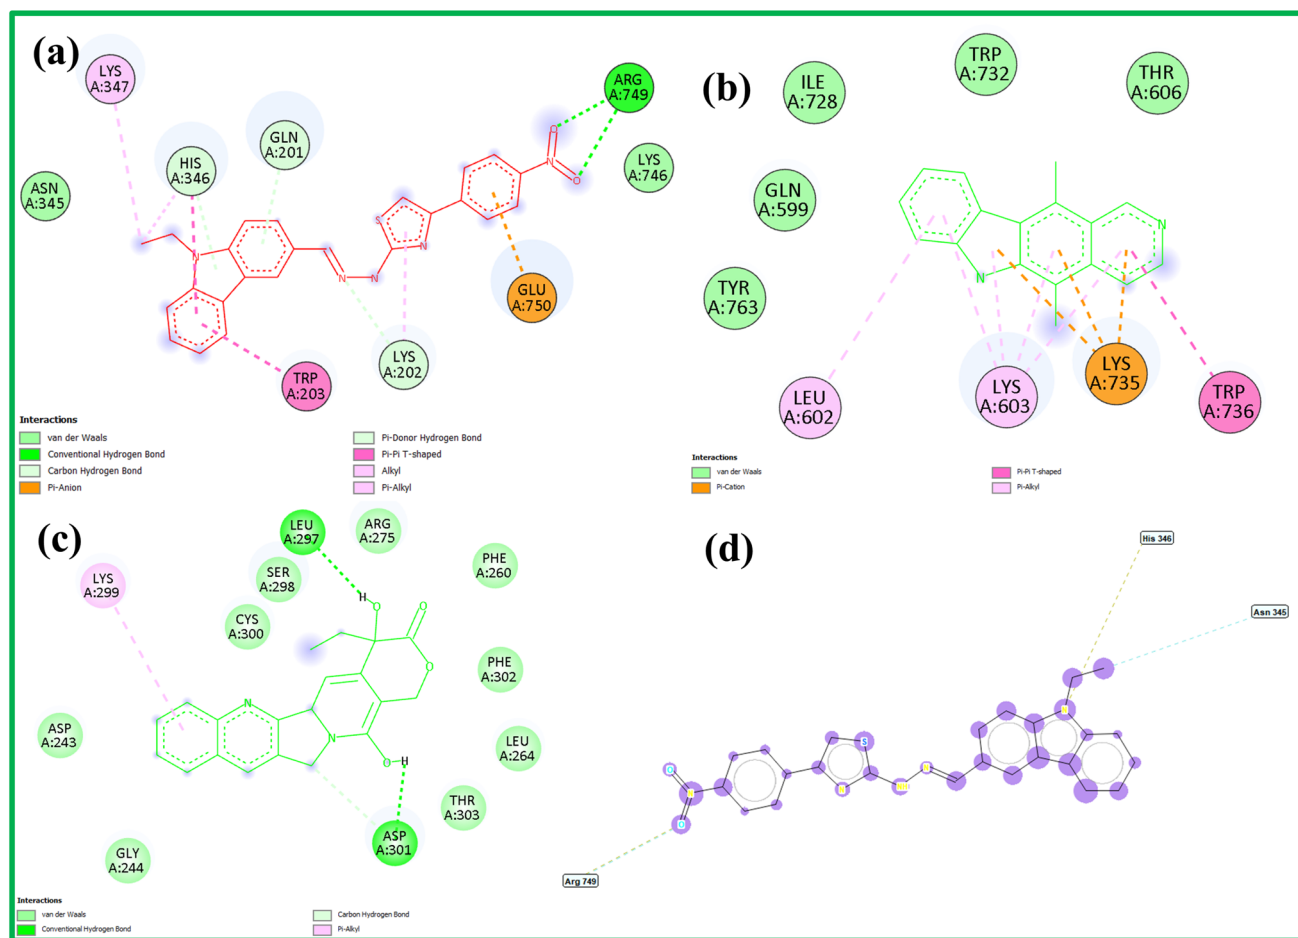 (a)
LYS
A:347
HIS
A:346
GLN
A:201
ASN
A:345
ARG
A:749
LYS
A:746
GLU
A:750
LYS
A:202
TRP
A:203
S
N
N
N
N
N
O
O
Interactions
van der Waals
Conventional Hydrogen Bond
Carbon Hydrogen Bond
Pi-Anion
Pi-Donor Hydrogen Bond
Pi-Pi T-shaped
Alkyl
Pi-Alkyl
(b)
ILE
A:728
TRP
A:732
THR
A:606
GLN
A:599
TYR
A:763
LEU
A:602
LYS
A:603
LYS
A:735
TRP
A:736
N
N
Interactions
van der Waals
Pi-Cation
Pi-Pi T-shaped
Pi-Alkyl
(c)
LEU
A:297
ARG
A:275
LYS
A:299
SER
A:298
PHE
A:260
CYS
A:300
PHE
A:302
ASP
A:243
LEU
A:264
THR
A:303
ASP
A:301
GLY
A:244
H
O
O
O
N
N
O
H
Interactions
van der Waals
Conventional Hydrogen Bond
Carbon Hydrogen Bond
Pi-Alkyl
(d)
His 346
Asn 345
Arg 749
N
S
O
N
O
N
NH
N